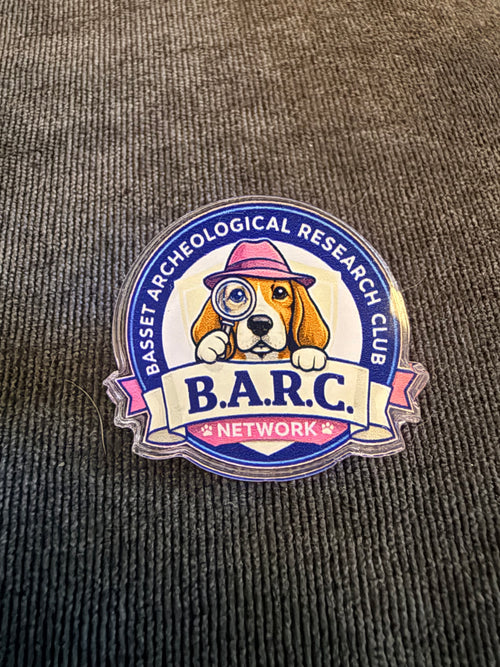 BASSET ARCHEOLOGICAL RESEARCH CLUB
B.A.R.C.
NETWORK